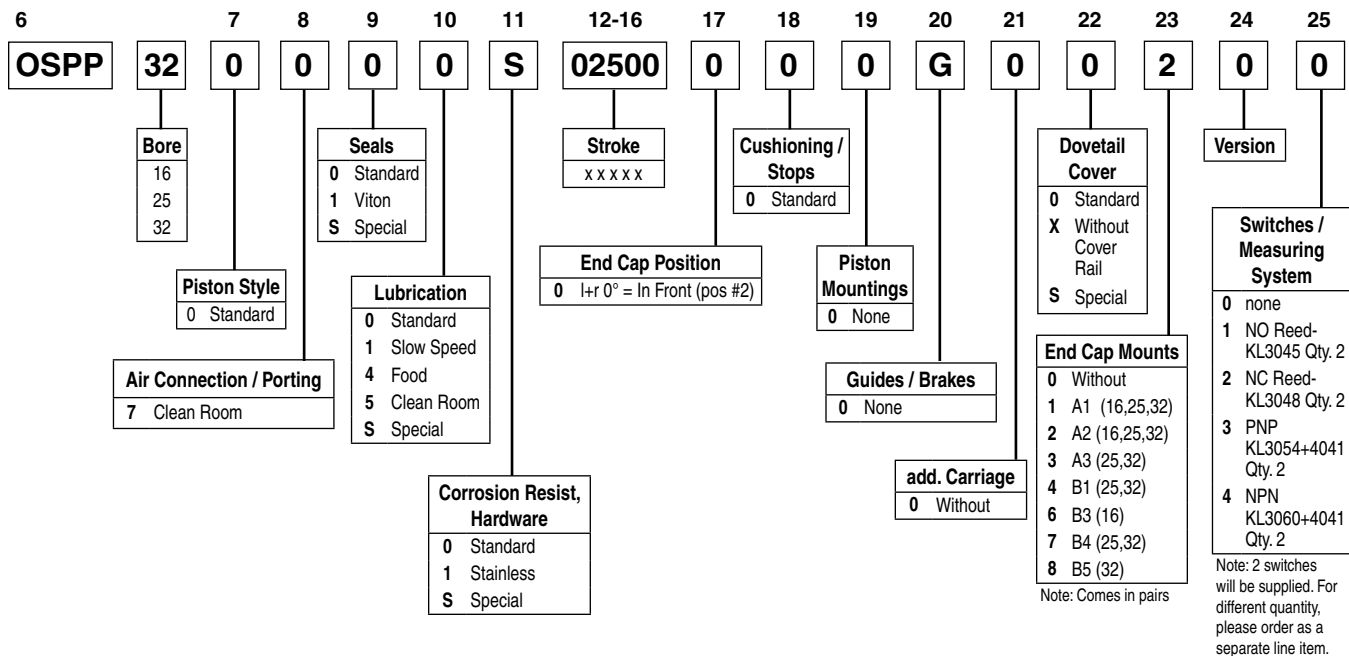 6 7 8 9 10 11 12-16 17 18 19 20 21 22 23 24 25
OSPP 32 0 0 0 0 S 02500 0 0 0 G 0 0 2 0 0
Bore
16
25
32
Piston Style
0 Standard
Air Connection / Porting
7 Clean Room
Seals
0 Standard
1 Viton
S Special
Lubrication
0 Standard
1 Slow Speed
4 Food
5 Clean Room
S Special
Corrosion Resist,
Hardware
0 Standard
1 Stainless
S Special
Stroke
x x x x x
End Cap Position
0 l+r 0° = In Front (pos #2)
Cushioning /
Stops
0 Standard
Piston
Mountings
0 None
Guides / Brakes
0 None
add. Carriage
0 Without
Dovetail
Cover
0 Standard
X Without
Cover
Rail
S Special
End Cap Mounts
0 Without
1 A1 (16,25,32)
2 A2 (16,25,32)
3 A3 (25,32)
4 B1 (25,32)
6 B3 (16)
7 B4 (25,32)
8 B5 (32)
Note: Comes in pairs
Version
Switches /
Measuring
System
0 none
1 NO Reed-
KL3045 Qty. 2
2 NC Reed-
KL3048 Qty. 2
3 PNP
KL3054+4041
Qty. 2
4 NPN
KL3060+4041
Qty. 2
Note: 2 switches
will be supplied. For
different quantity,
please order as a
separate line item.